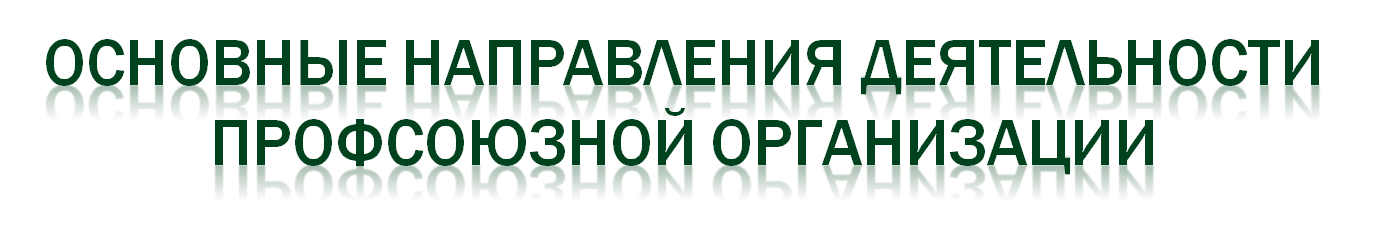 ОСНОВНЫЕ НАПРАВЛЕНИЯ ДЕЯТЕЛЬНОСТИ
ПРОФСОЮЗНОЙ ОРГАНИЗАЦИИ